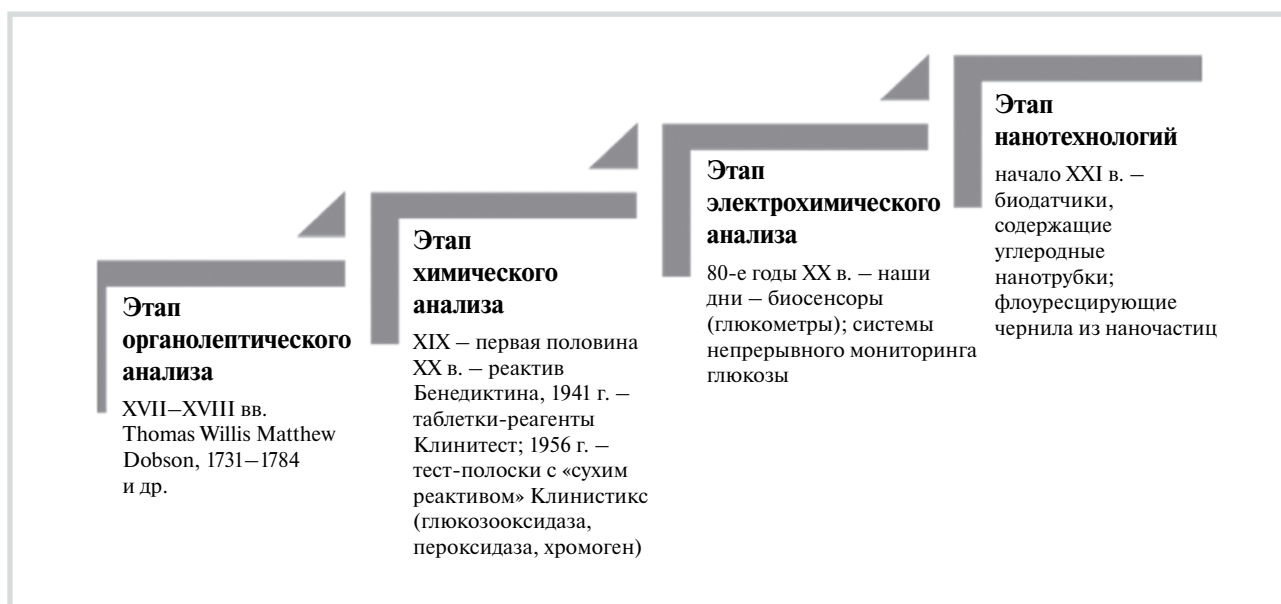 Этап
органолептического
анализа
XVII–XVIII вв.
Thomas Willis Matthew
Dobson, 1731–1784
и др.
Этап
химического
анализа
XIX – первая половина
XX в. – реактив
Бенедиктина, 1941 г. –
таблетки-реагенты
Клинитест; 1956 г. –
тест-полоски с «сухим
реактивом» Клинистикс
(глюкозооксидаза,
пероксидаза, хромоген)
Этап
электрохимического
анализа
80-е годы XX в. – наши
дни – биосенсоры
(глюкометры); системы
непрерывного мониторинга
глюкозы
Этап
нанотехнологий
начало XXI в. –
биодатчики,
содержащие
углеродные
нанотрубки;
флоуресцирующие
чернила из наночастиц